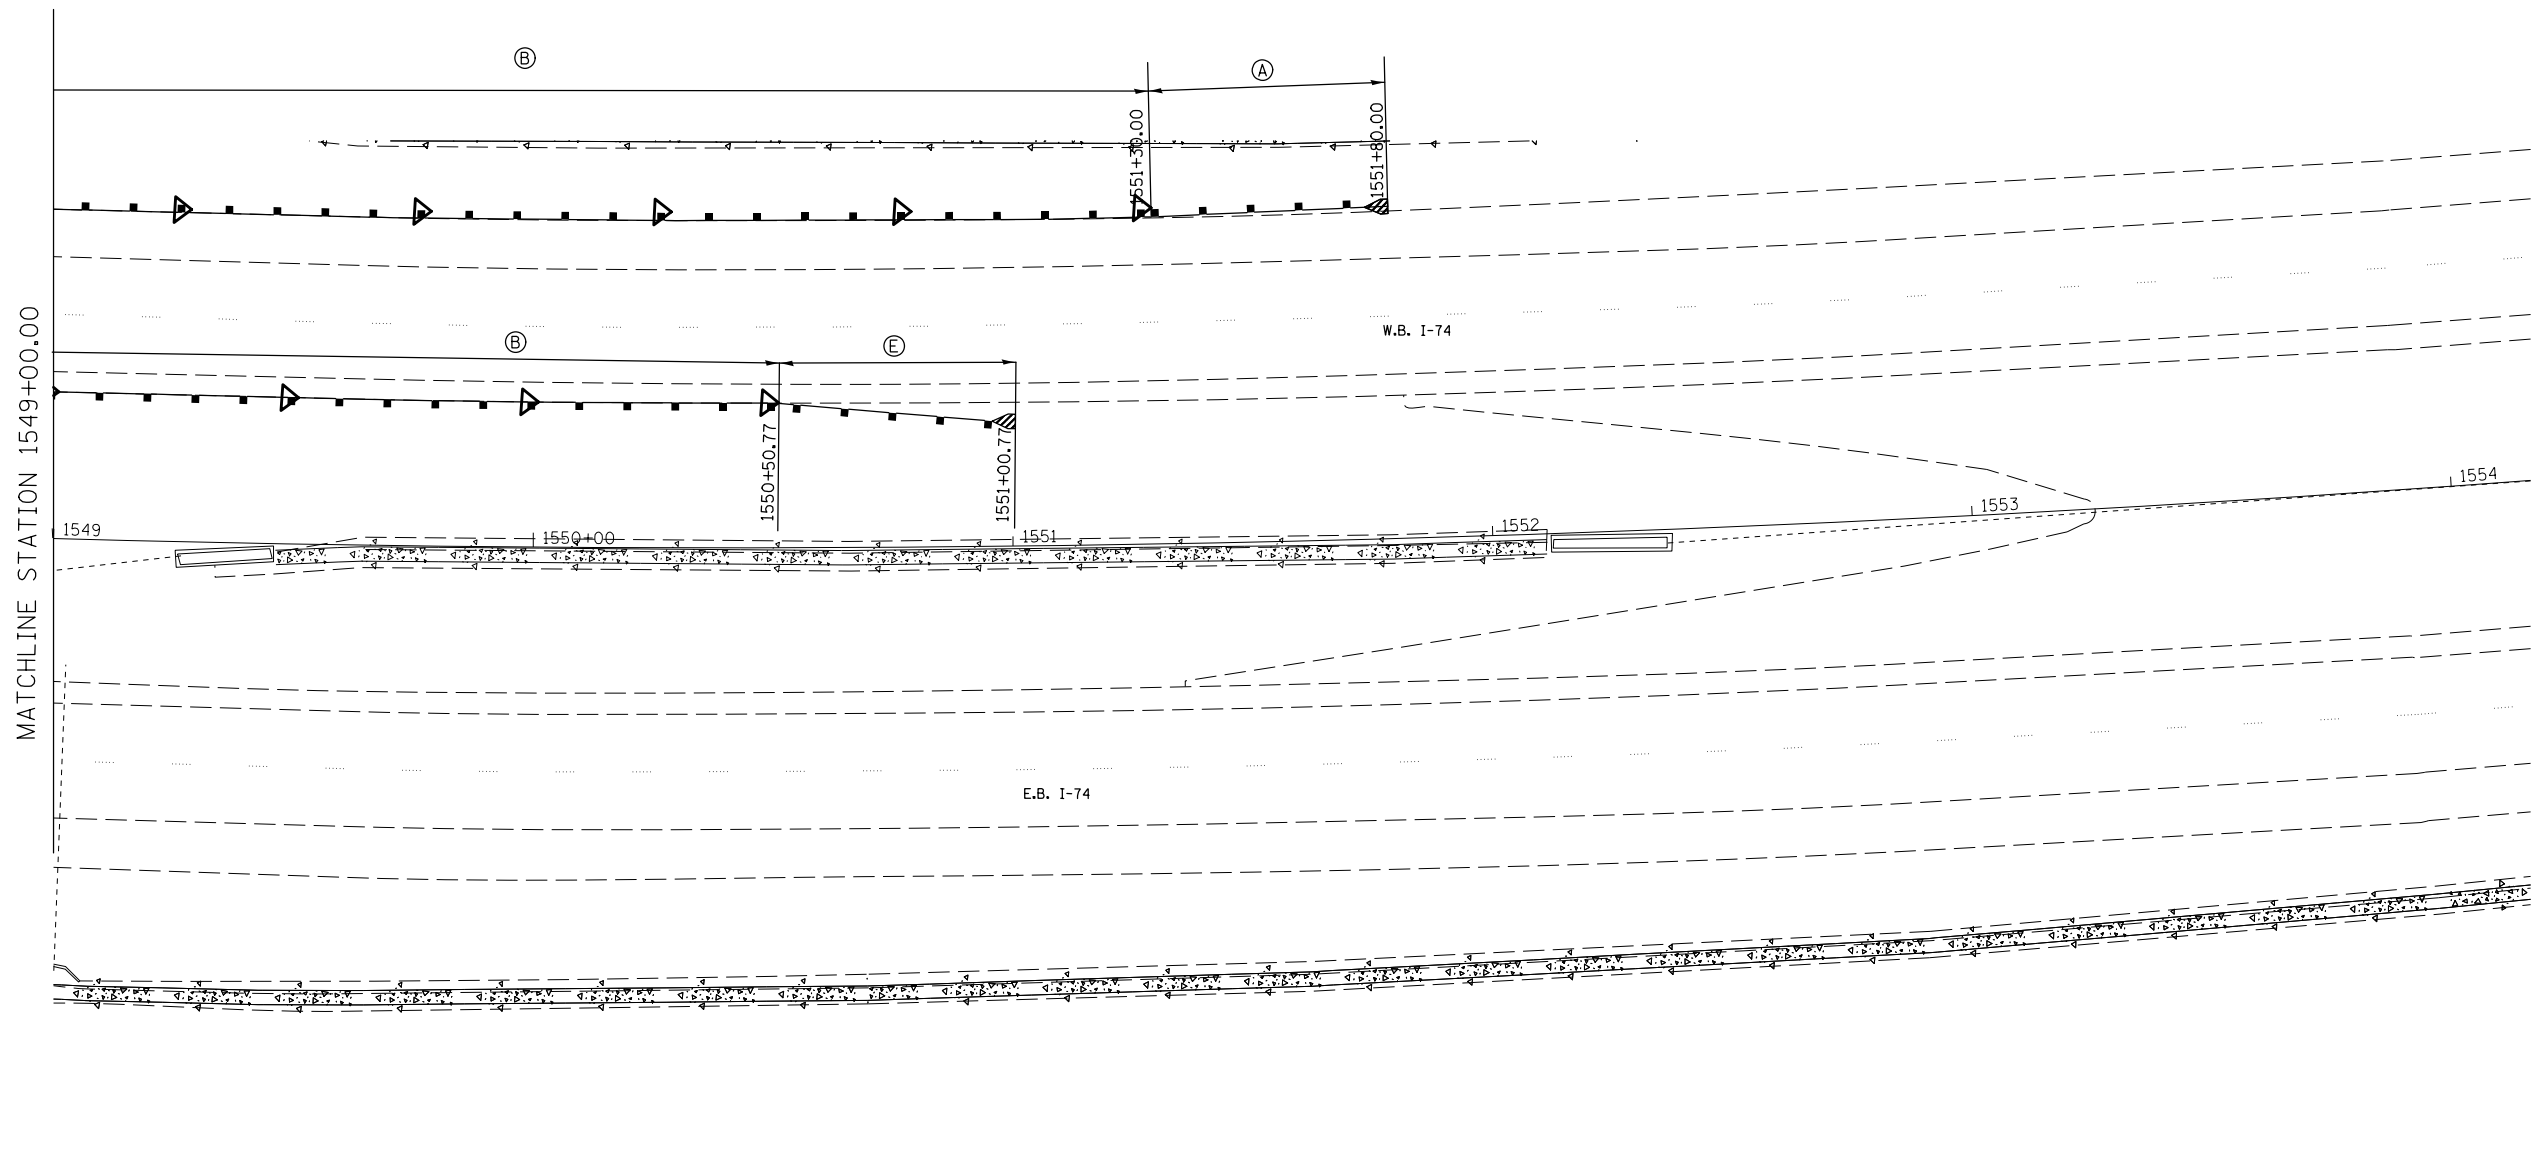 B
A
1551+30.00
1551+80.00
MATCHLINE STATION 1549+00.00
W.B. I-74
B
E
1550+50.77
1551+00.77
1549
1550+00
1551
1552
1553
1554
E.B. I-74